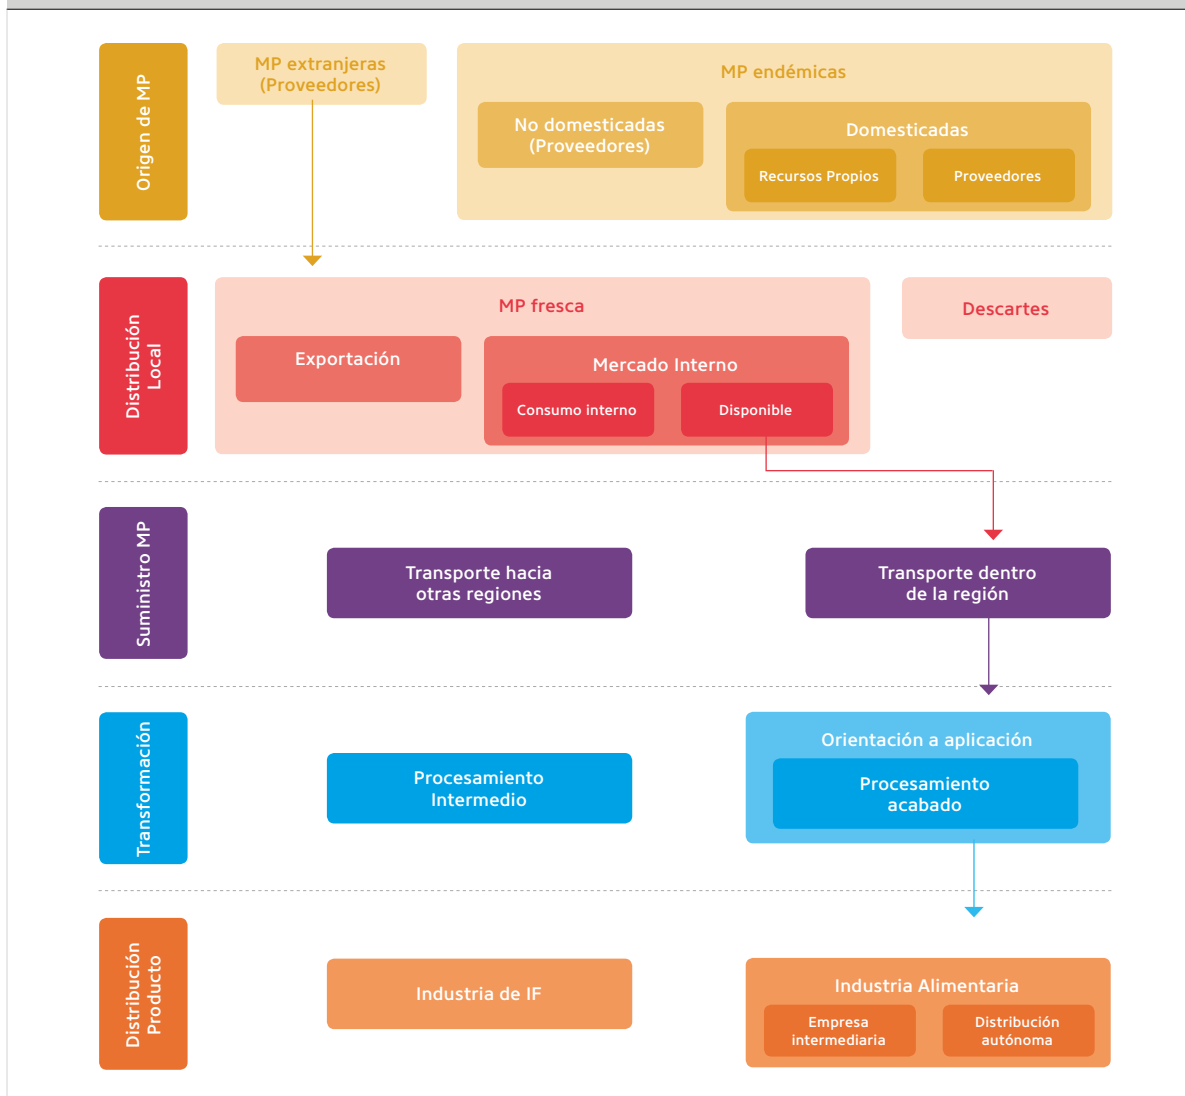 Origen de MP
MP extranjeras
(Proveedores)
MP endémicas
No domesticadas
(Proveedores)
Domesticadas
Recursos Propios
Proveedores
Distribución
Local
MP fresca
Exportación
Mercado Interno
Consumo interno
Disponible
Descartes
Suministro MP
Transporte hacia
otras regiones
Transporte dentro
de la región
Transformación
Procesamiento
Intermedio
Orientación a aplicación
Procesamiento
acabado
Distribución
Producto
Industria de IF
Industria Alimentaria
Empresa
intermediaria
Distribución
autónoma